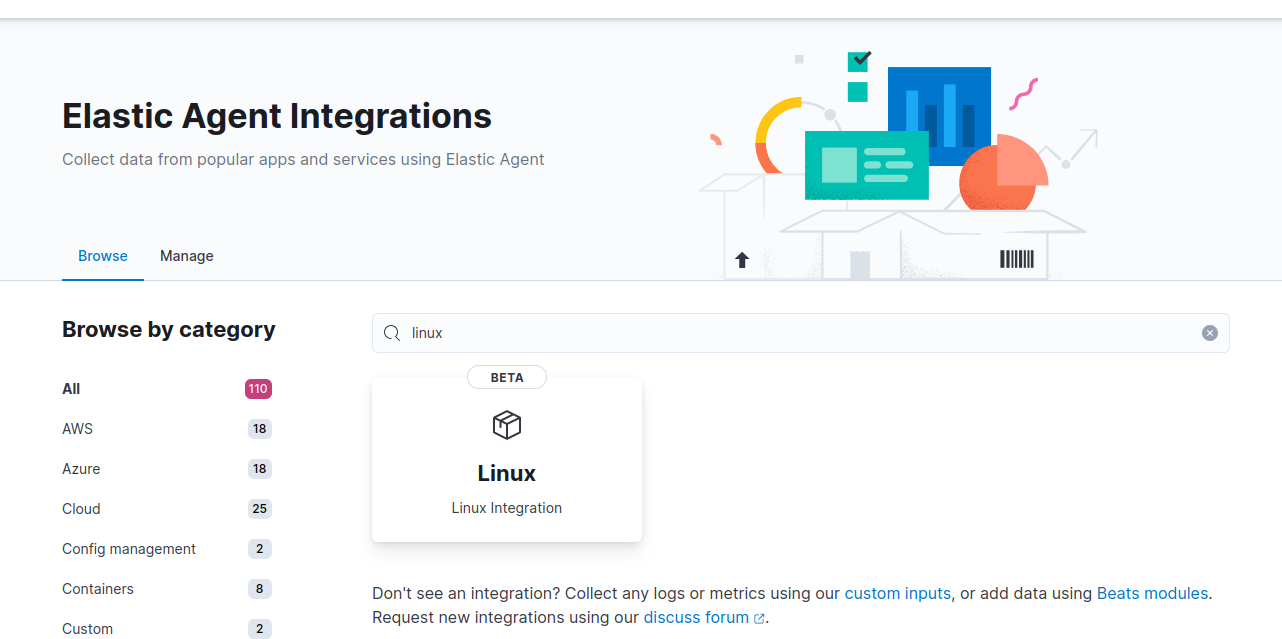 Elastic Agent Integrations
Collect data from popular apps and services using Elastic Agent
Browse
Manage
Browse by category
All 110
AWS 18
Azure 18
Cloud 25
Config management 2
Containers 8
Custom 2
linux
BETA
Linux
Linux Integration
Don't see an integration? Collect any logs or metrics using our custom inputs, or add data using Beats modules.
Request new integrations using our discuss forum.